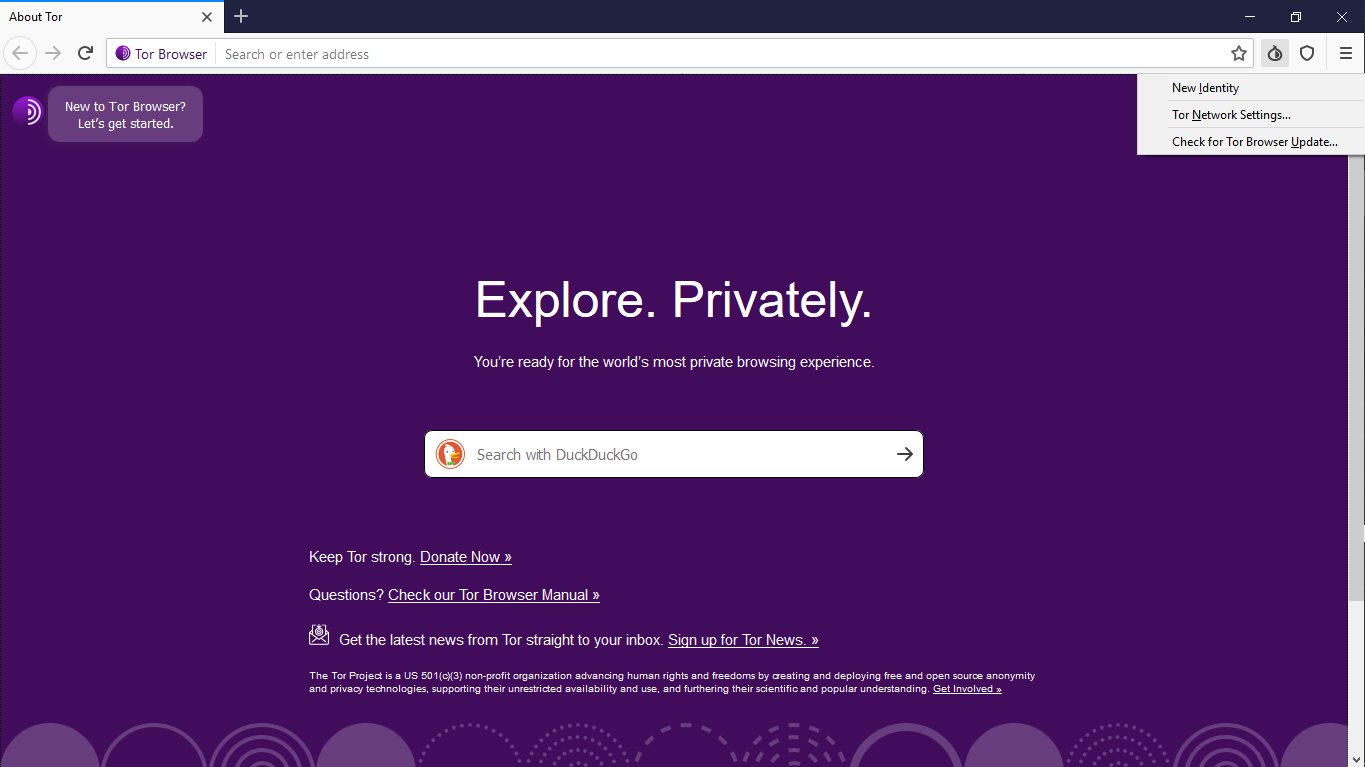 About Tor
Tor Browser
Search or enter address
New Identity
Tor Network Settings...
Check for Tor Browser Update...
New to Tor Browser?
Let's get started.
Explore. Privately.
You're ready for the world's most private browsing experience.
Search with DuckDuckGo
Keep Tor strong. Donate Now »
Questions? Check our Tor Browser Manual »
Get the latest news from Tor straight to your inbox. Sign up for Tor News. »
The Tor Project is a US 501(c)(3) non-profit organization advancing human rights and freedoms by creating and deploying free and open source anonymity
and privacy technologies, supporting their unrestricted availability and use, and furthering their scientific and popular understanding. Get Involved »